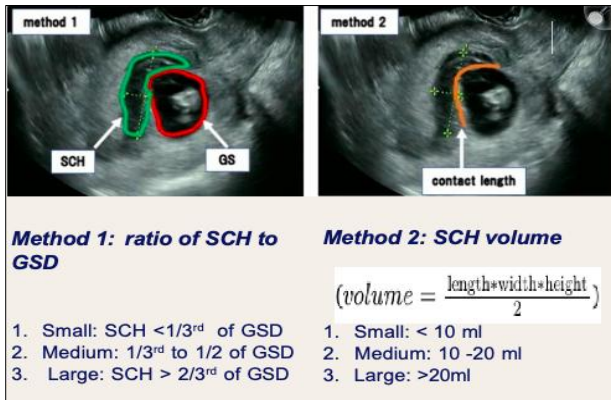 method 1
SCH
GS
Method 1: ratio of SCH to
GSD
1. Small: SCH <1/3rd of GSD
2. Medium: 1/3rd to 1/2 of GSD
3. Large: SCH > 2/3rd of GSD
method 2
contact length
Method 2: SCH volume
(volume = length*width*height/2)
1. Small: < 10 ml
2. Medium: 10 -20 ml
3. Large: >20ml